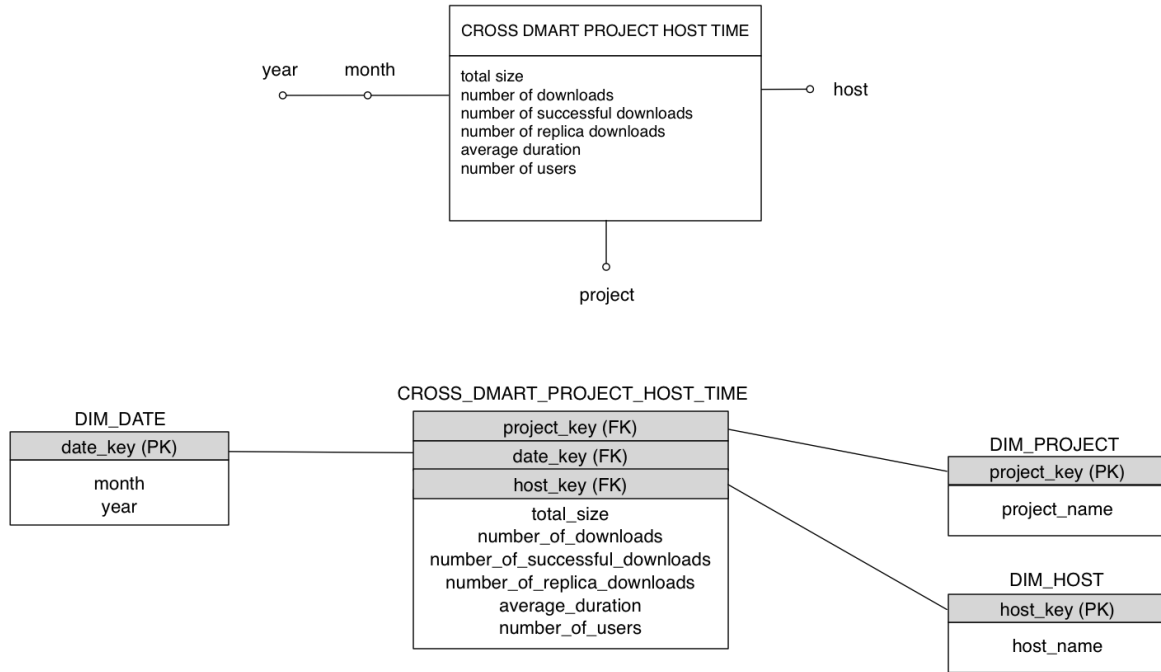 CROSS DMART PROJECT HOST TIME
year
month
total size
number of downloads
number of successful downloads
number of replica downloads
average duration
number of users
host
project
CROSS_DMART_PROJECT_HOST_TIME
DIM_DATE
date_key (PK)
month
year
project_key (FK)
date_key (FK)
host_key (FK)
total_size
number_of_downloads
number_of_successful_downloads
number_of_replica_downloads
average_duration
number_of_users
DIM_PROJECT
project_key (PK)
project_name
DIM_HOST
host_key (PK)
host_name